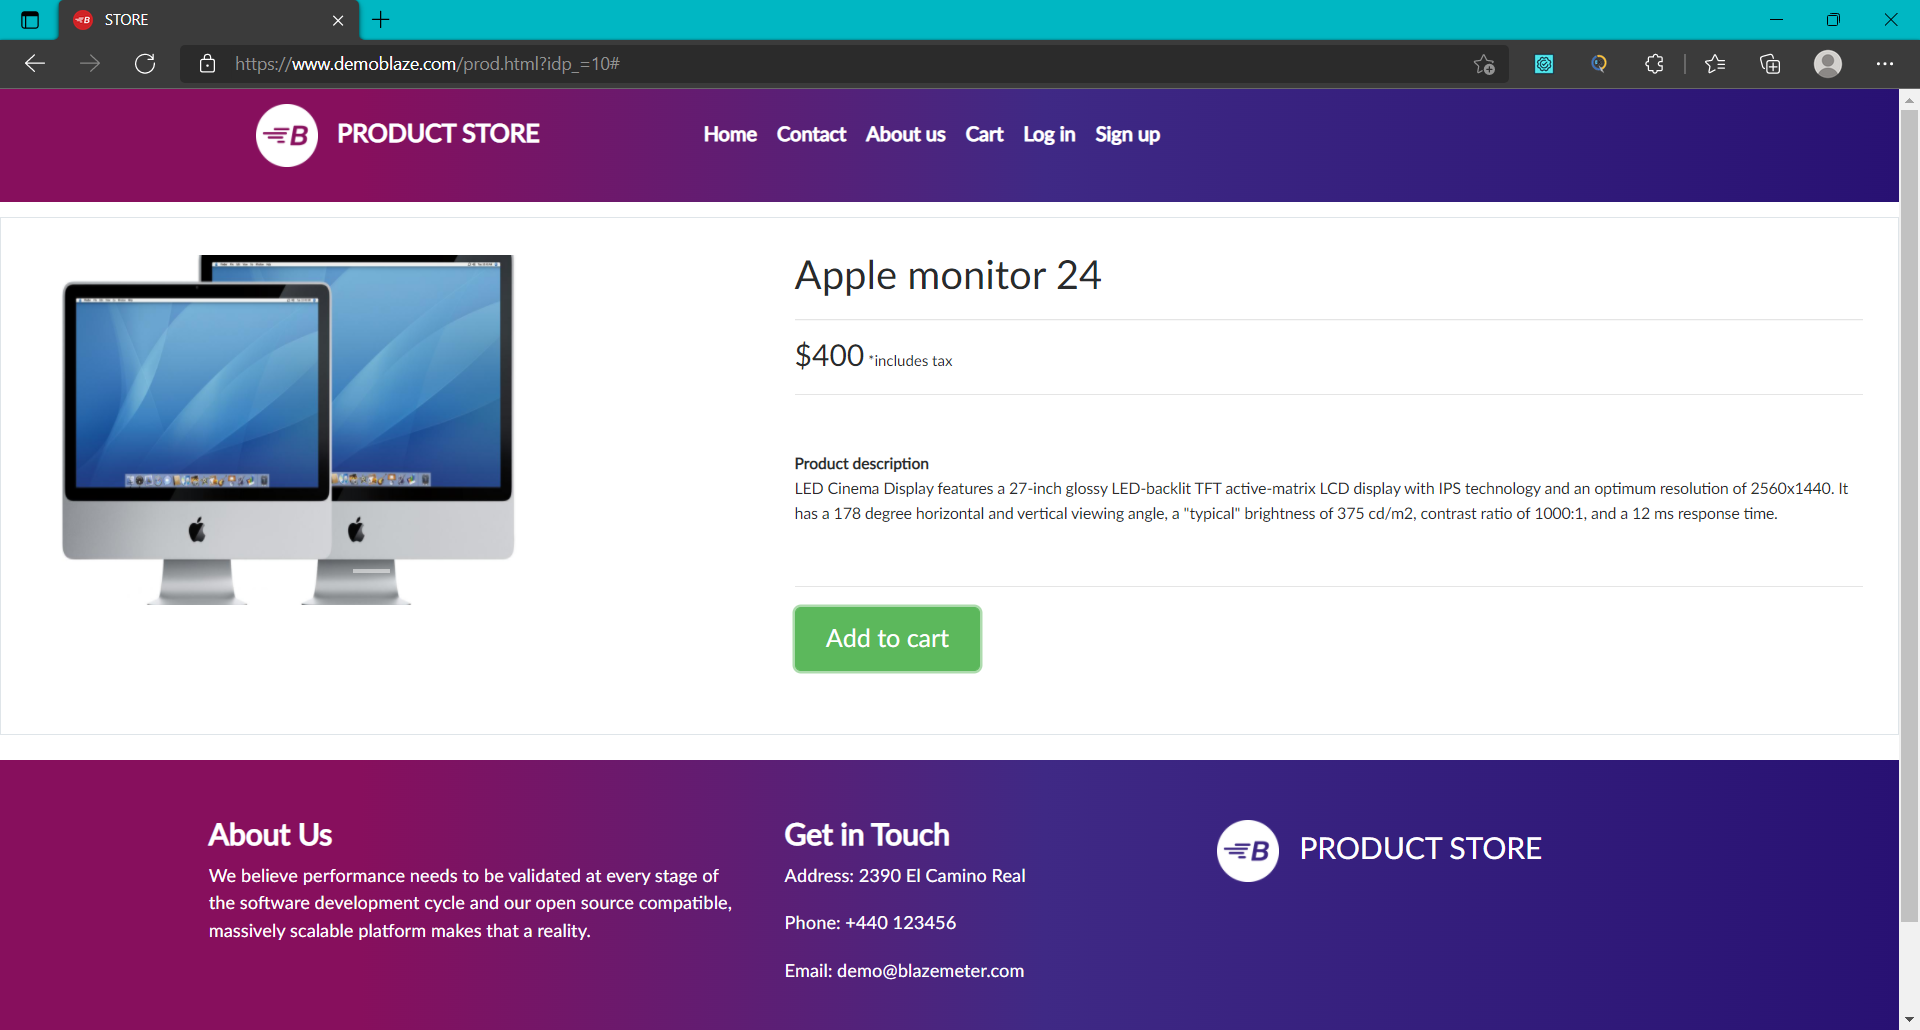 STORE
https://www.demoblaze.com/prod.html?idp_=10#
B PRODUCT STORE
Home Contact About us Cart Log in Sign up
Apple monitor 24
$400 *includes tax
Product description
LED Cinema Display features a 27-inch glossy LED-backlit TFT active-matrix LCD display with IPS technology and an optimum resolution of 2560x1440. It
has a 178 degree horizontal and vertical viewing angle, a "typical" brightness of 375 cd/m2, contrast ratio of 1000:1, and a 12 ms response time.
Add to cart
About Us
We believe performance needs to be validated at every stage of
the software development cycle and our open source compatible,
massively scalable platform makes that a reality.
Get in Touch
Address: 2390 El Camino Real
Phone: +440 123456
Email: demo@blazemeter.com
B PRODUCT STORE